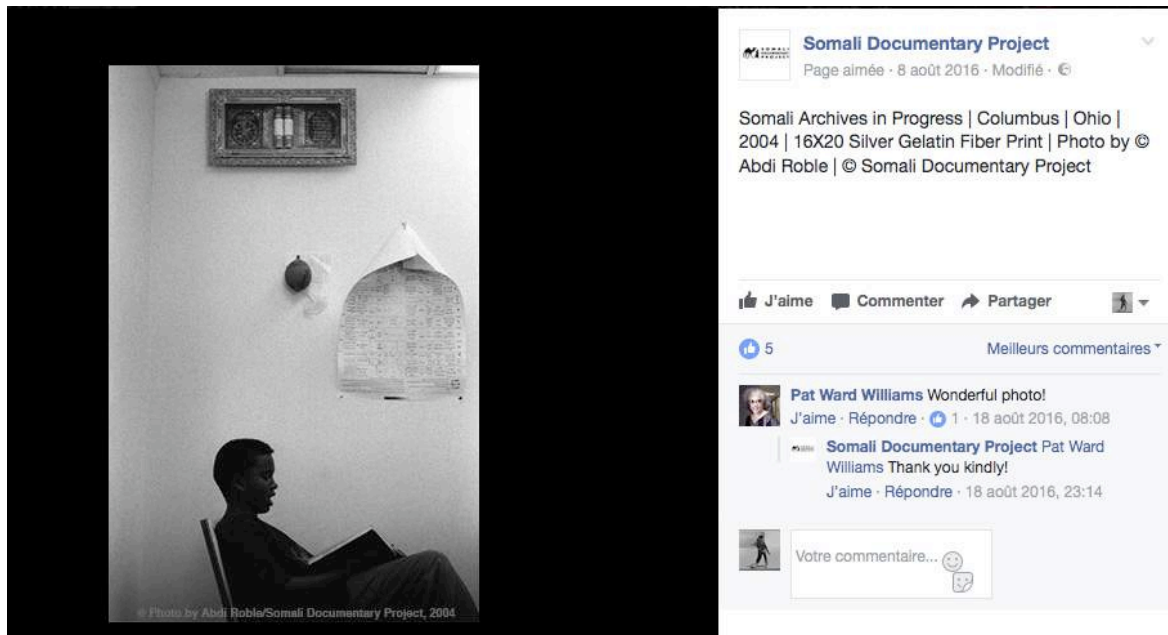 Somali Documentary Project
Page aimée · 8 août 2016 · Modifié ·
Somali Archives in Progress | Columbus | Ohio |
2004 | 16X20 Silver Gelatin Fiber Print | Photo by ©
Abdi Roble | © Somali Documentary Project
J'aime Commenter Partager
5 Meilleurs commentaires
Pat Ward Williams Wonderful photo!
J'aime · Répondre · 1 · 18 août 2016, 08:08
Somali Documentary Project Pat Ward
Williams Thank you kindly!
J'aime · Répondre · 18 août 2016, 23:14
Votre commentaire...
© Photo by Abdi Roble/Somali Documentary Project, 2004